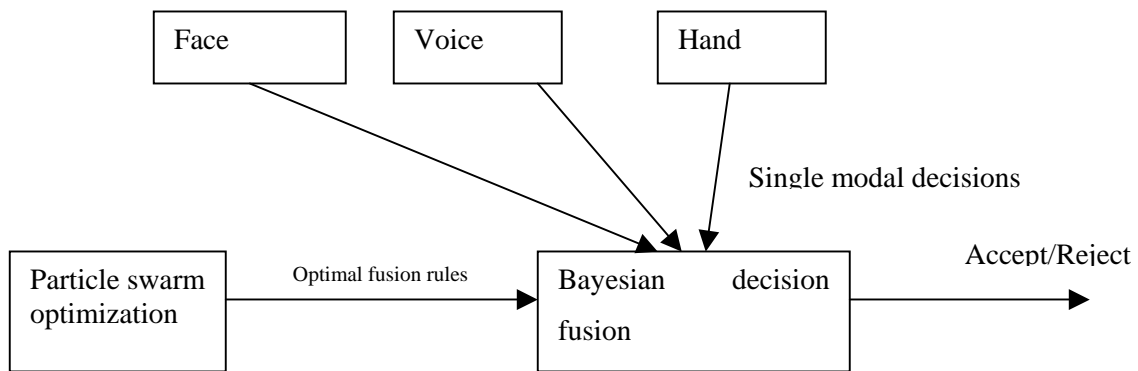 Face
Voice
Hand
Single modal decisions
Particle swarm
optimization
Optimal fusion rules
Bayesian decision
fusion
Accept/Reject